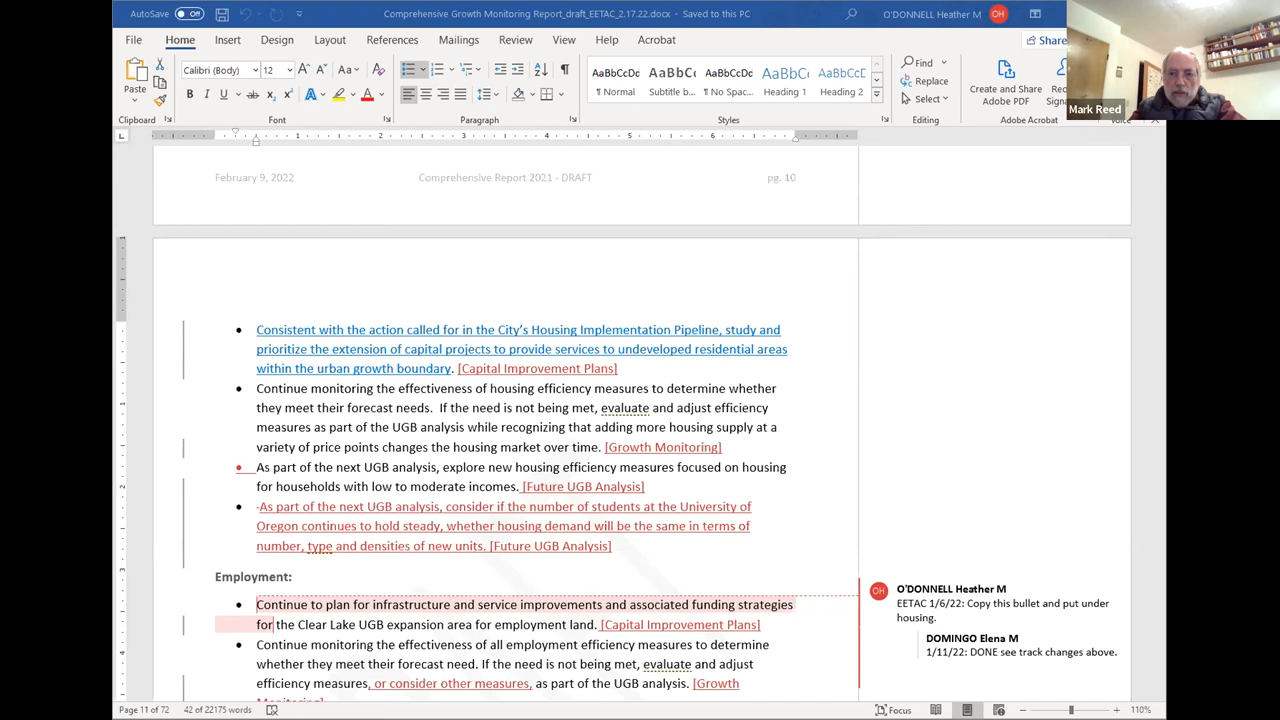 AutoSave Off Comprehensive Growth Monitoring Report_draft_EETAC_2.17.22.docx - Saved to this PC O'DONNELL Heather M OH
File Home Insert Design Layout References Mailings Review View Help Acrobat Share
Calibri (Body) 12 AaBbCcDd AaBbCcD AaBbCcDd AaBbCcD AaBbCcDd Find
Paste ¶ Normal Subtitle b... ¶ No Spac... Heading 1 Heading 2 Replace Create and Share
Select Adobe PDF
Mark Reed
Clipboard Font Paragraph Styles Editing Adobe Acrobat
February 9, 2022 Comprehensive Report 2021 - DRAFT pg. 10
Consistent with the action called for in the City's Housing Implementation Pipeline, study and
prioritize the extension of capital projects to provide services to undeveloped residential areas
within the urban growth boundary. [Capital Improvement Plans]
Continue monitoring the effectiveness of housing efficiency measures to determine whether
they meet their forecast needs. If the need is not being met, evaluate and adjust efficiency
measures as part of the UGB analysis while recognizing that adding more housing supply at a
variety of price points changes the housing market over time. [Growth Monitoring]
As part of the next UGB analysis, explore new housing efficiency measures focused on housing
for households with low to moderate incomes. [Future UGB Analysis]
-As part of the next UGB analysis, consider if the number of students at the University of
Oregon continues to hold steady, whether housing demand will be the same in terms of
number, type and densities of new units. [Future UGB Analysis]
Employment:
Continue to plan for infrastructure and service improvements and associated funding strategies
for the Clear Lake UGB expansion area for employment land. [Capital Improvement Plans]
Continue monitoring the effectiveness of all employment efficiency measures to determine
whether they meet their forecast need. If the need is not being met, evaluate and adjust
efficiency measures, or consider other measures, as part of the UGB analysis. [Growth
Monitoring]
OH O'DONNELL Heather M
EETAC 1/6/22: Copy this bullet and put under
housing.
DOMINGO Elena M
1/11/22: DONE see track changes above.
Page 11 of 72 42 of 22175 words Focus 110%